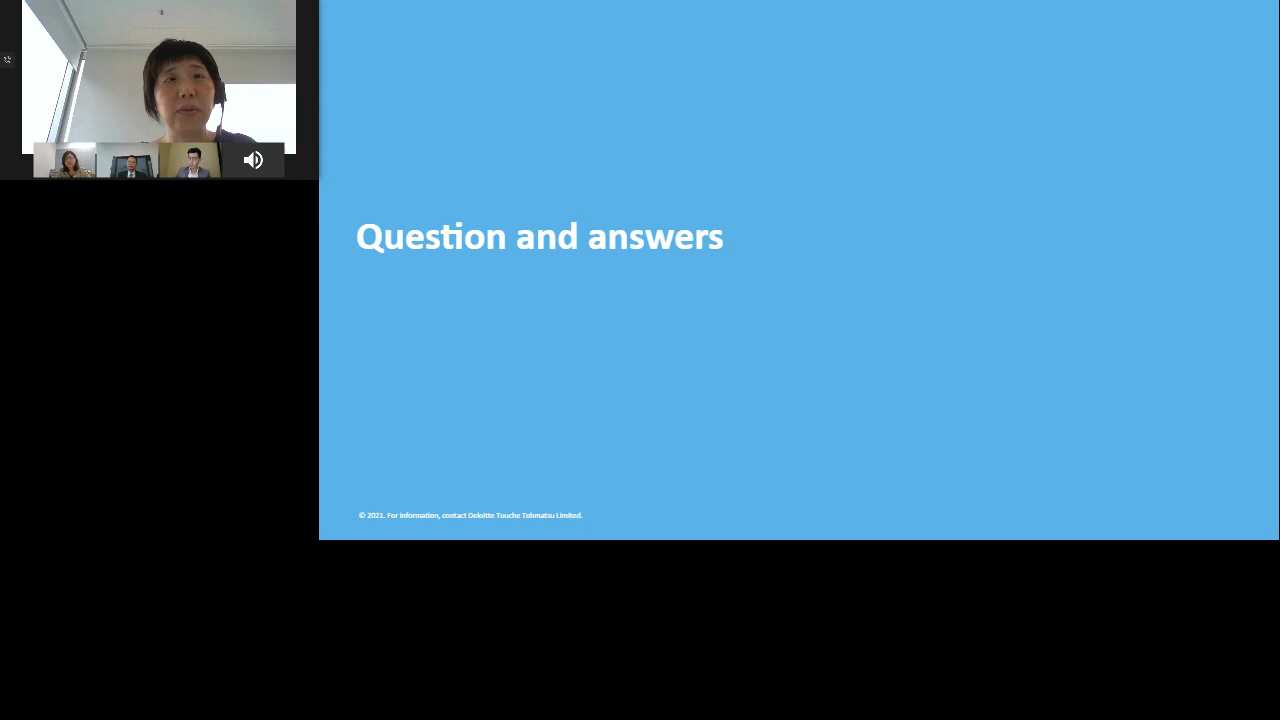 Question and answers
© 2021. For information, contact Deloitte Touche Tohmatsu Limited.